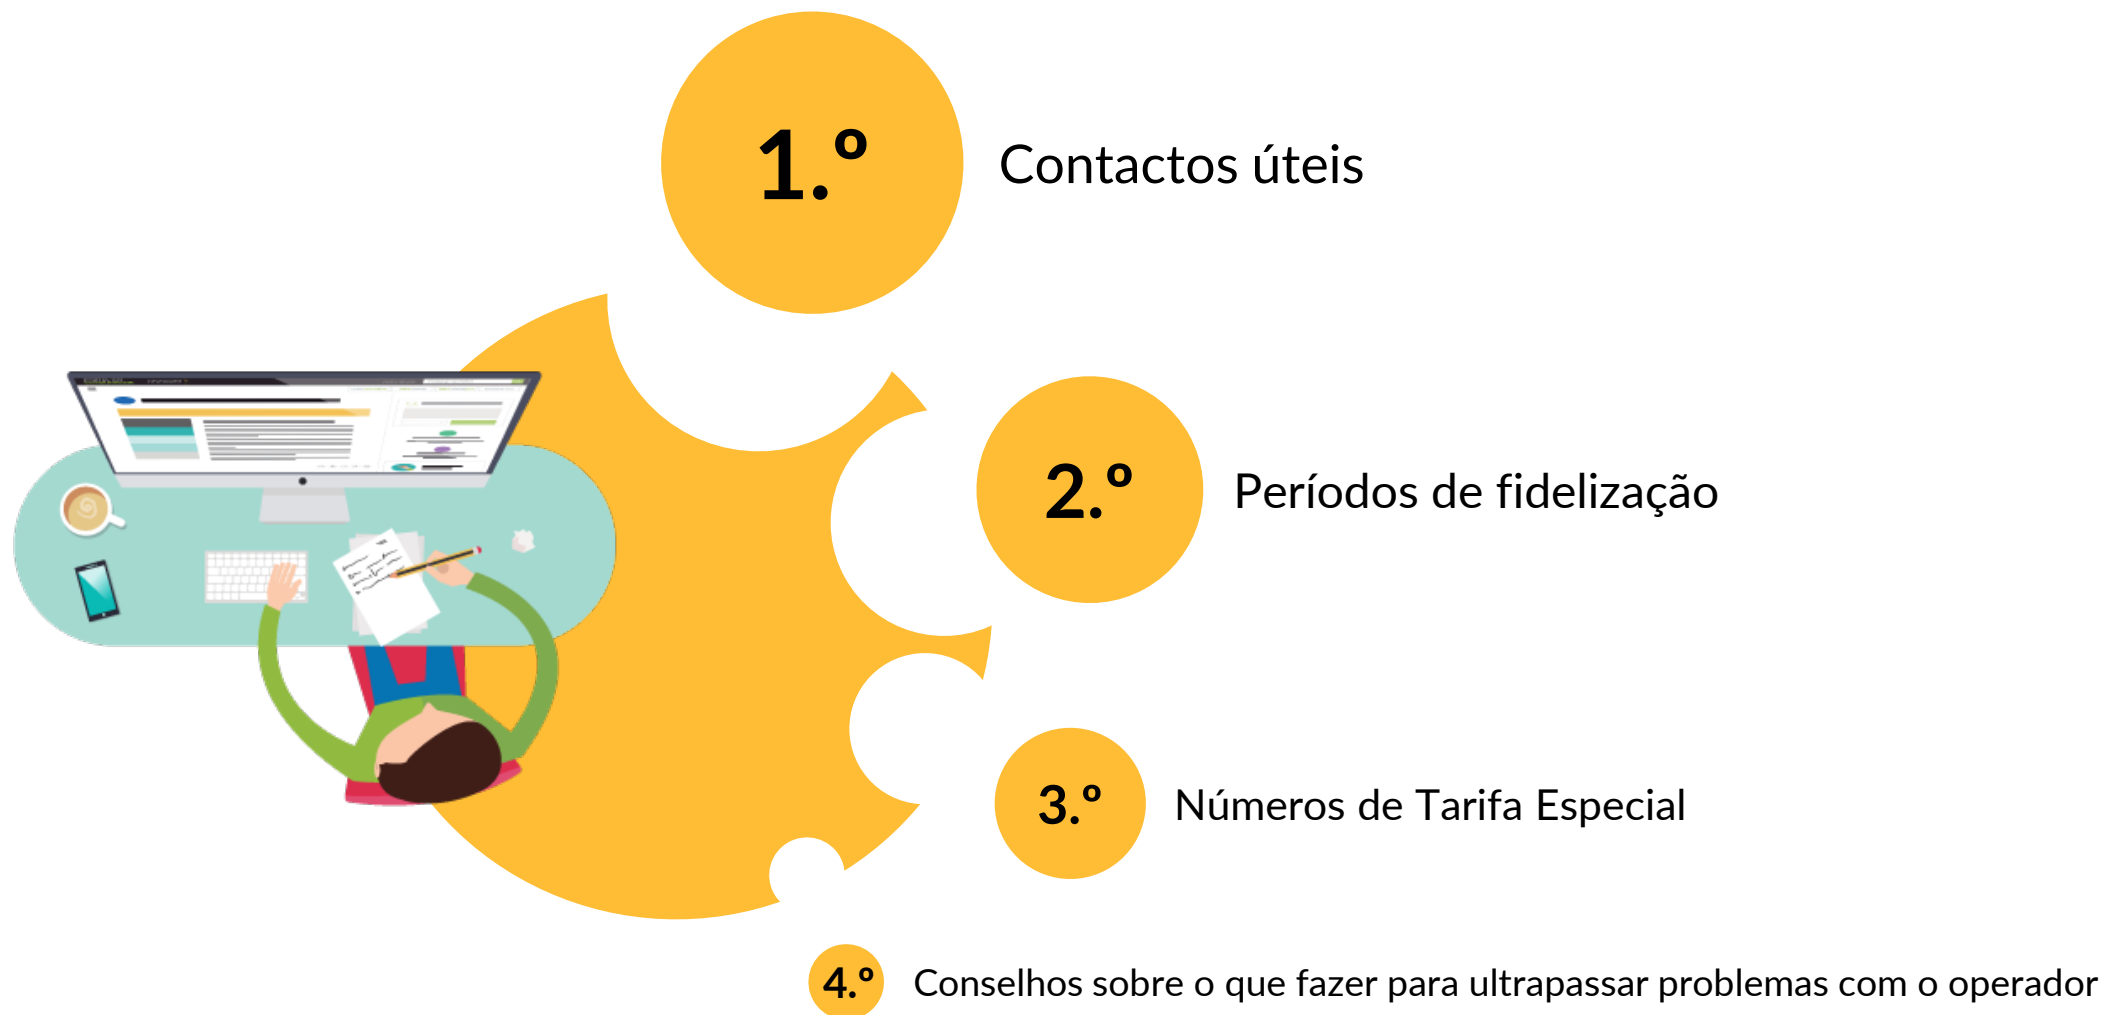 1.º
Contactos úteis
2.º
Períodos de fidelização
3.º
Números de Tarifa Especial
4.º
Conselhos sobre o que fazer para ultrapassar problemas com o operador